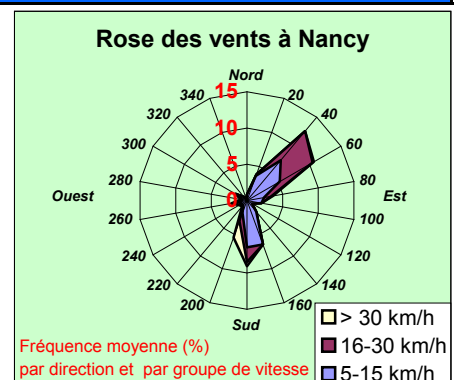 Rose des vents à Nancy
Nord
340
15
20
320
40
10
300
60
5
280
80
Ouest
0
Est
260
100
240
120
220
140
200
160
Sud
> 30 km/h
16-30 km/h
5-15 km/h
Fréquence moyenne (%)
par direction et par groupe de vitesse